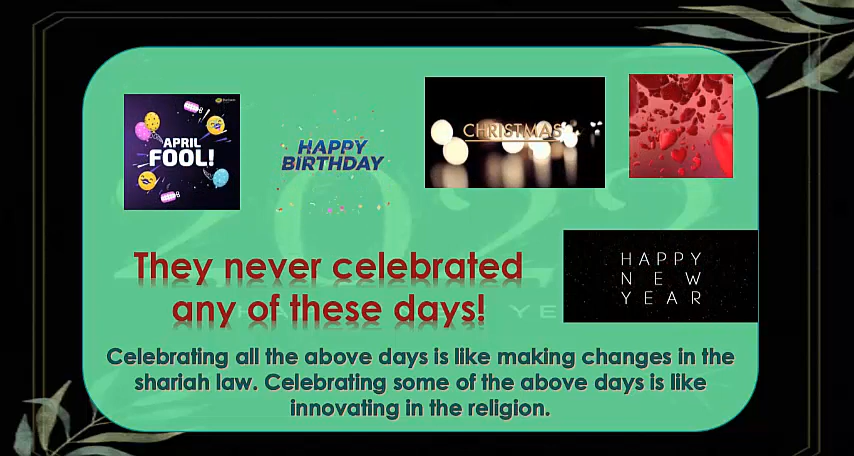 APRIL
FOOL!
HAPPY
BIRTHDAY
CHRISTMAS
HAPPY
NEW
YEAR
They never celebrated
any of these days!
Celebrating all the above days is like making changes in the
shariah law. Celebrating some of the above days is like
innovating in the religion.